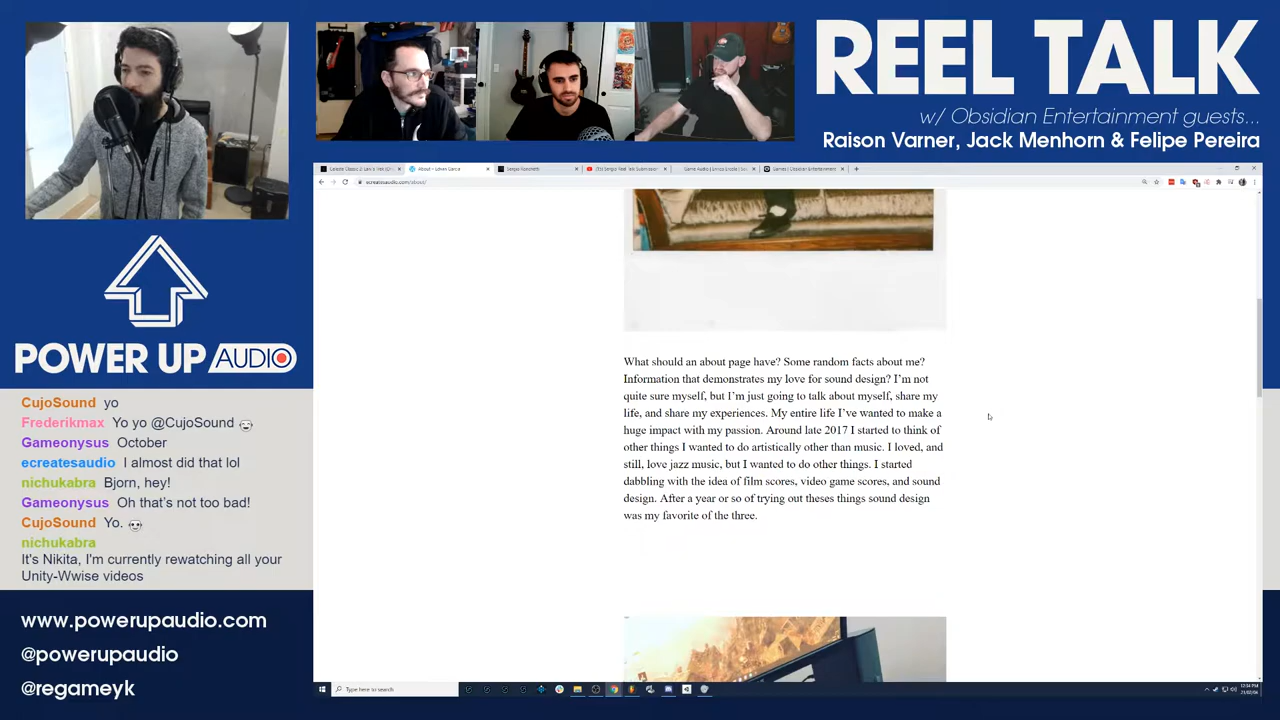 REEL TALK
w/ Obsidian Entertainment guests...
Raison Varner, Jack Menhorn & Felipe Pereira
POWER UP AUDIO
CujoSound yo
Frederikmax Yo yo @CujoSound
Gameonysus October
ecreatesaudio I almost did that lol
nichukabra Bjorn, hey!
Gameonysus Oh that's not too bad!
CujoSound Yo.
nichukabra
It's Nikita, I'm currently rewatching all your
Unity-Wwise videos
www.powerupaudio.com
@powerupaudio
@regameyk
ecreatesaudio.com/about/
What should an about page have? Some random facts about me?
Information that demonstrates my love for sound design? I'm not
quite sure myself, but I'm just going to talk about myself, share my
life, and share my experiences. My entire life I've wanted to make a
huge impact with my passion. Around late 2017 I started to think of
other things I wanted to do artistically other than music. I loved, and
still, love jazz music, but I wanted to do other things. I started
dabbling with the idea of film scores, video game scores, and sound
design. After a year or so of trying out theses things sound design
was my favorite of the three.
Type here to search